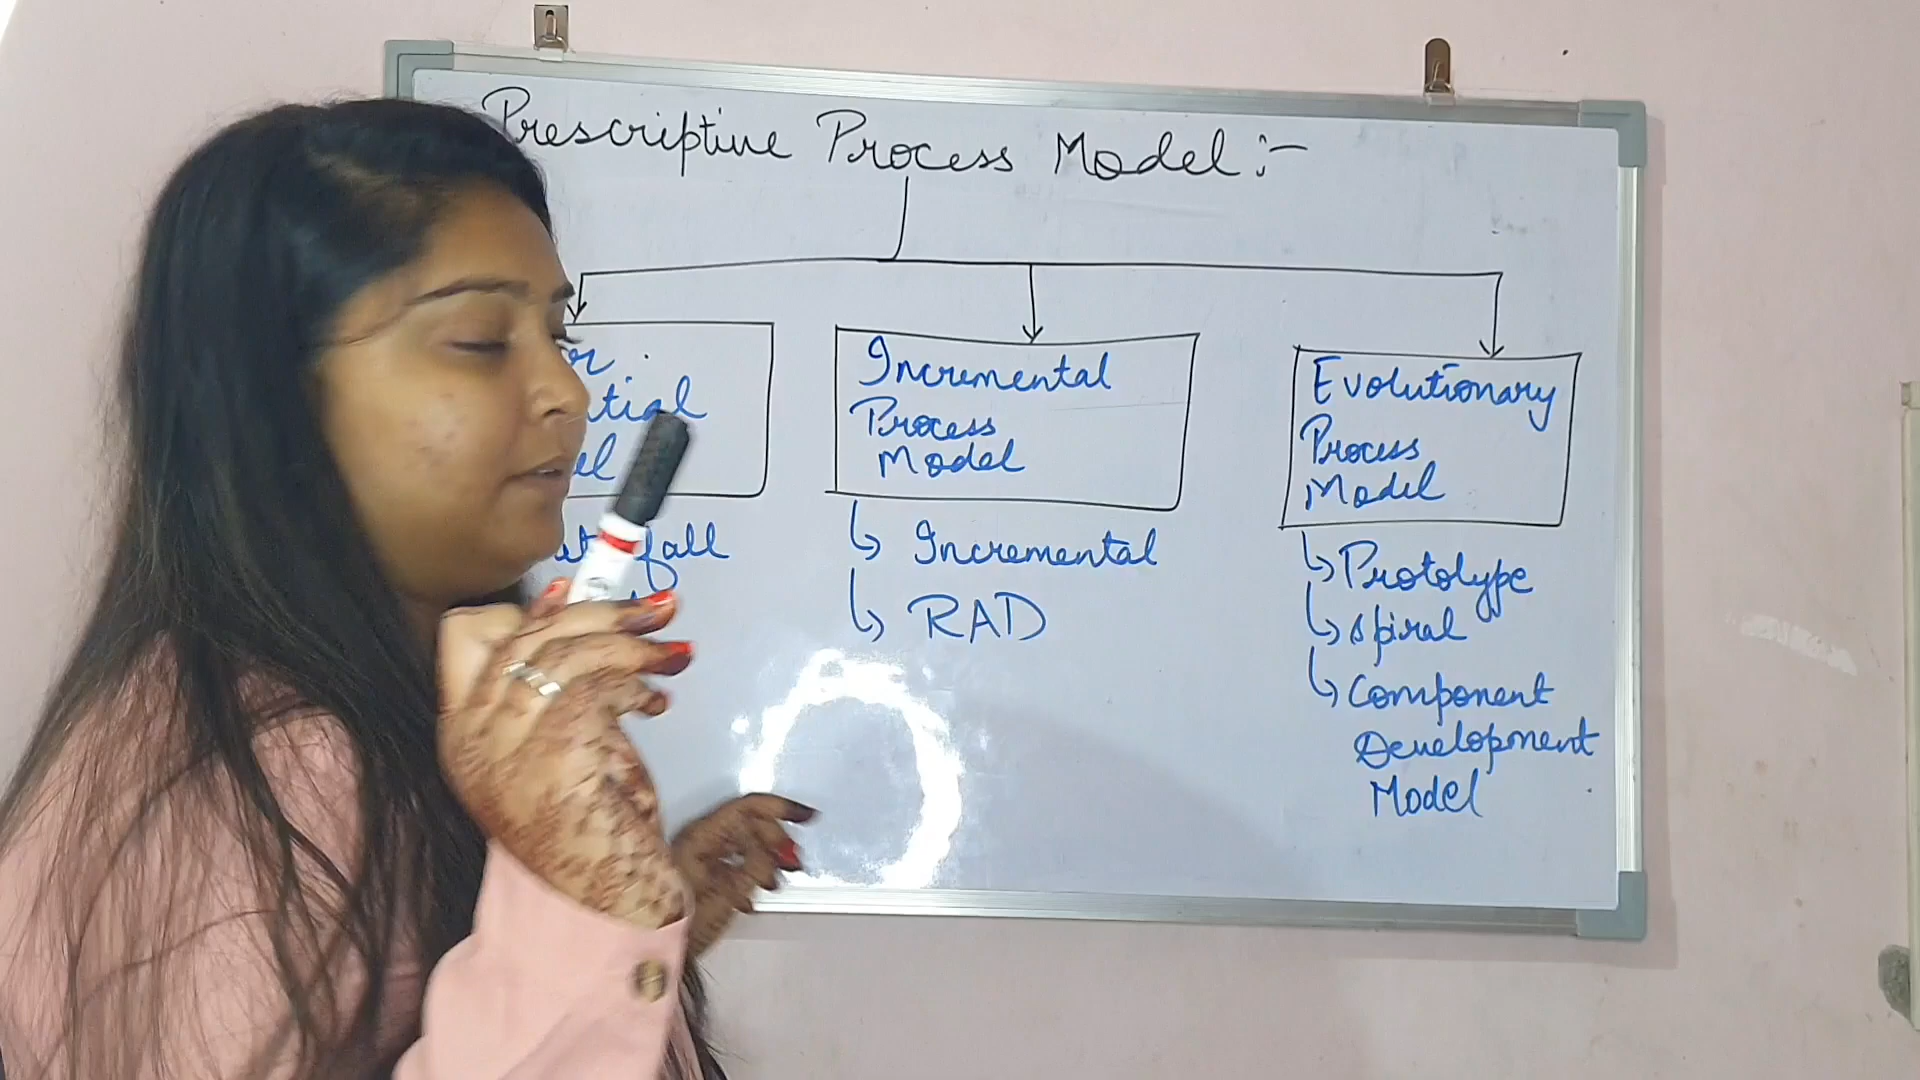 Prescriptive Process Model :-
Incremental
Process
Model
↳ Incremental
↳ RAD
Evolutionary
Process
Model
↳ Prototype
↳ spiral
↳ Component
Development
Model